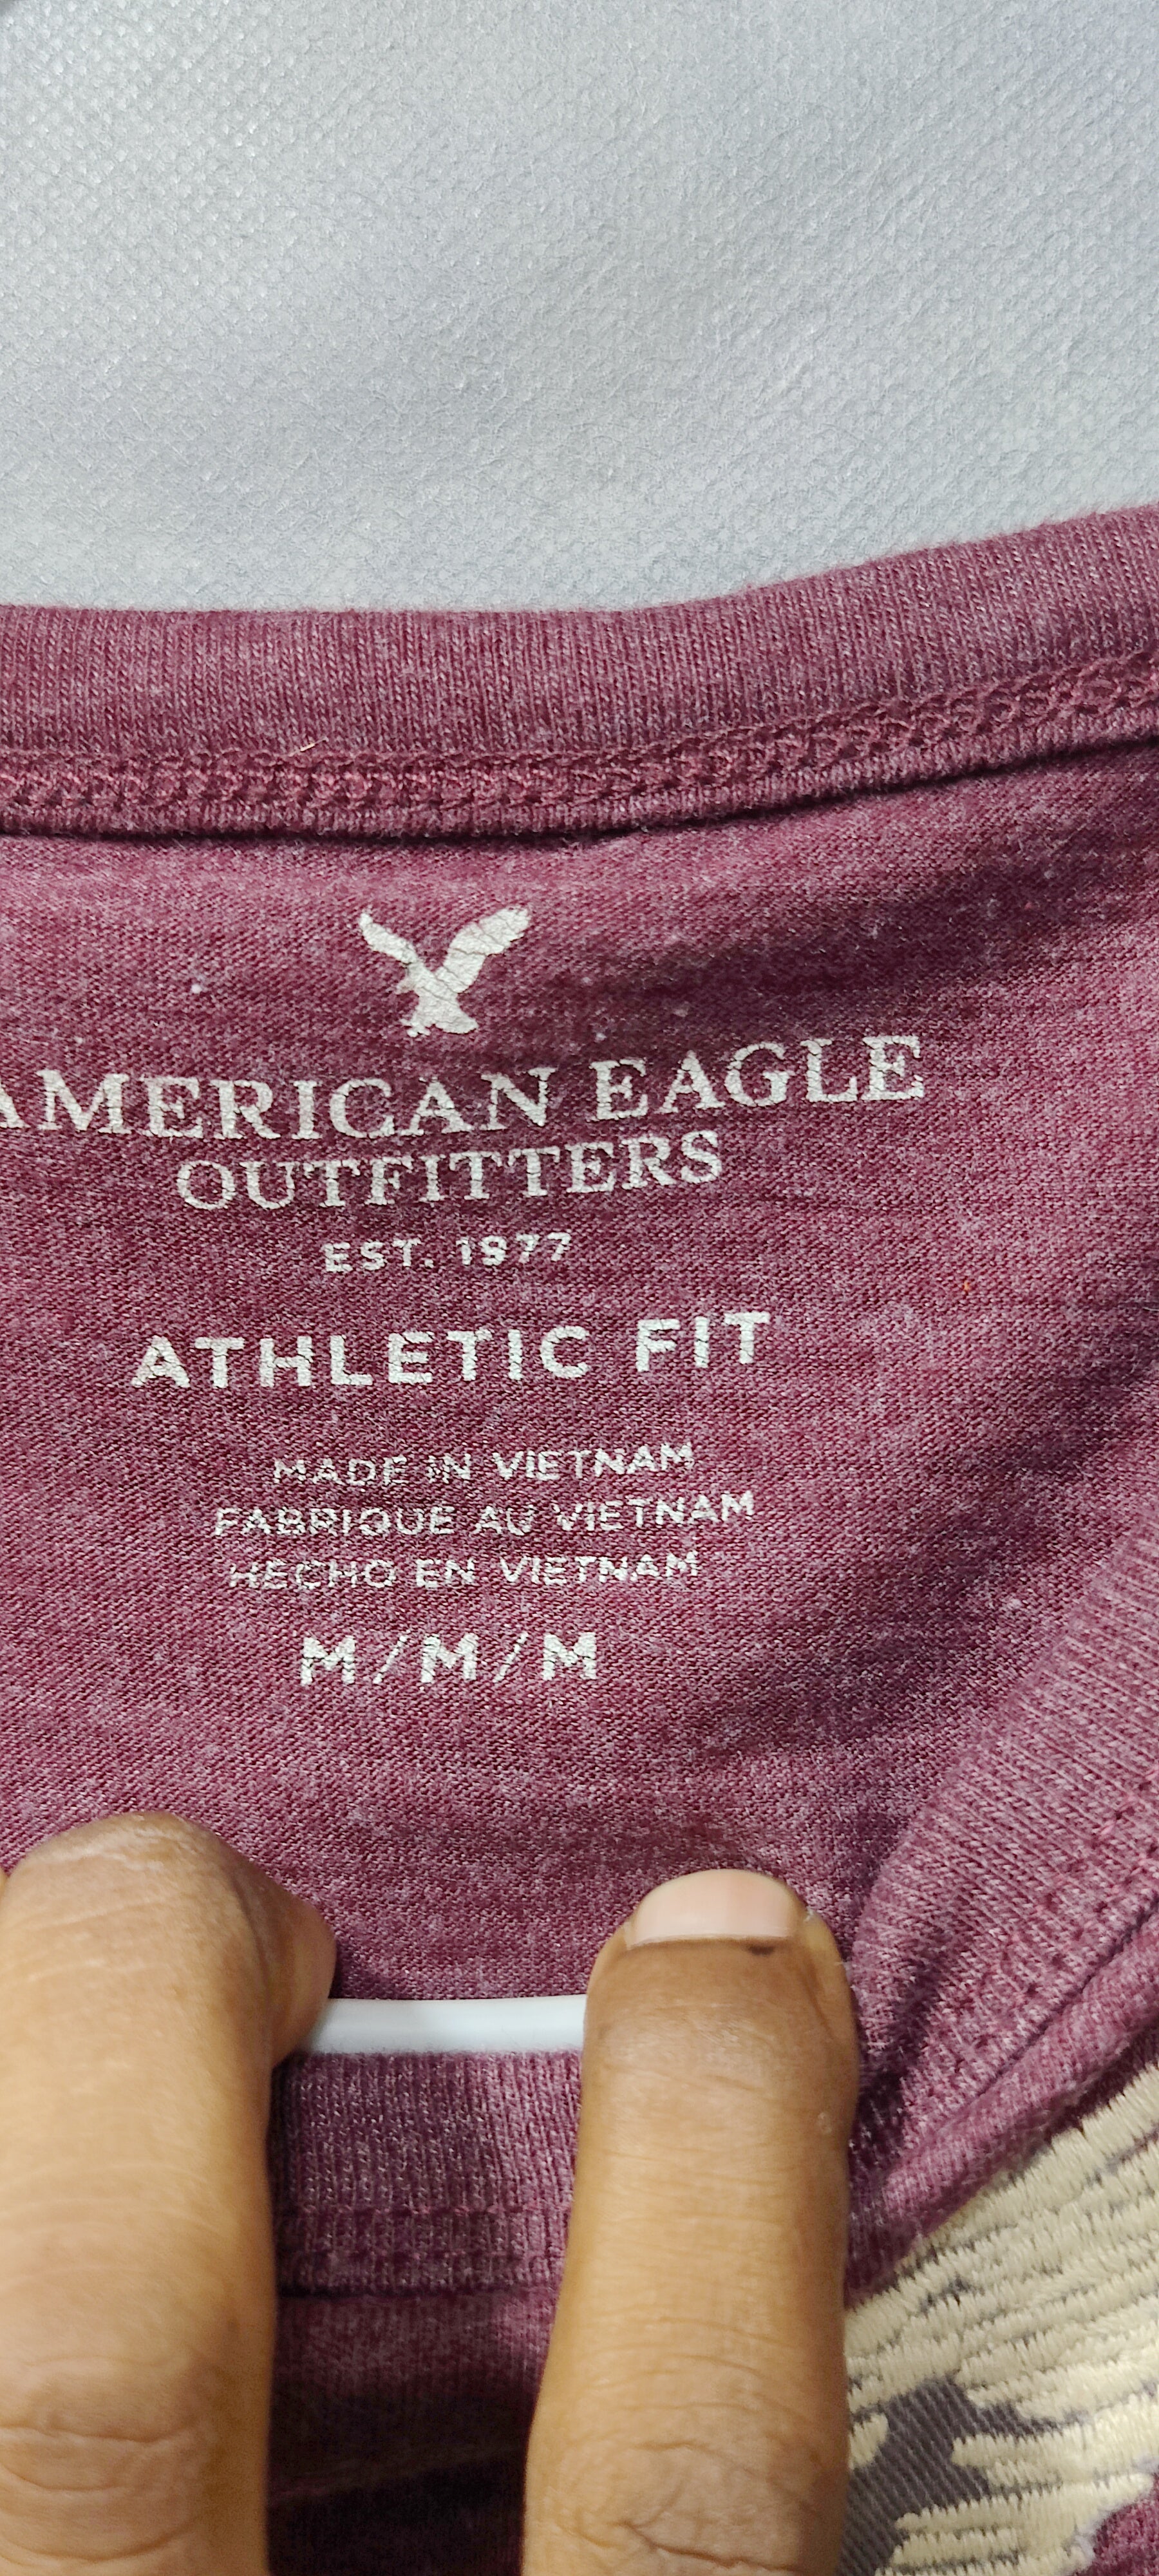 AMERICAN EAGLE
OUTFITTERS
EST. 1977
ATHLETIC FIT
MADE IN VIETNAM
FABRIQUE AU VIETNAM
HECHO EN VIETNAM
M/M/M